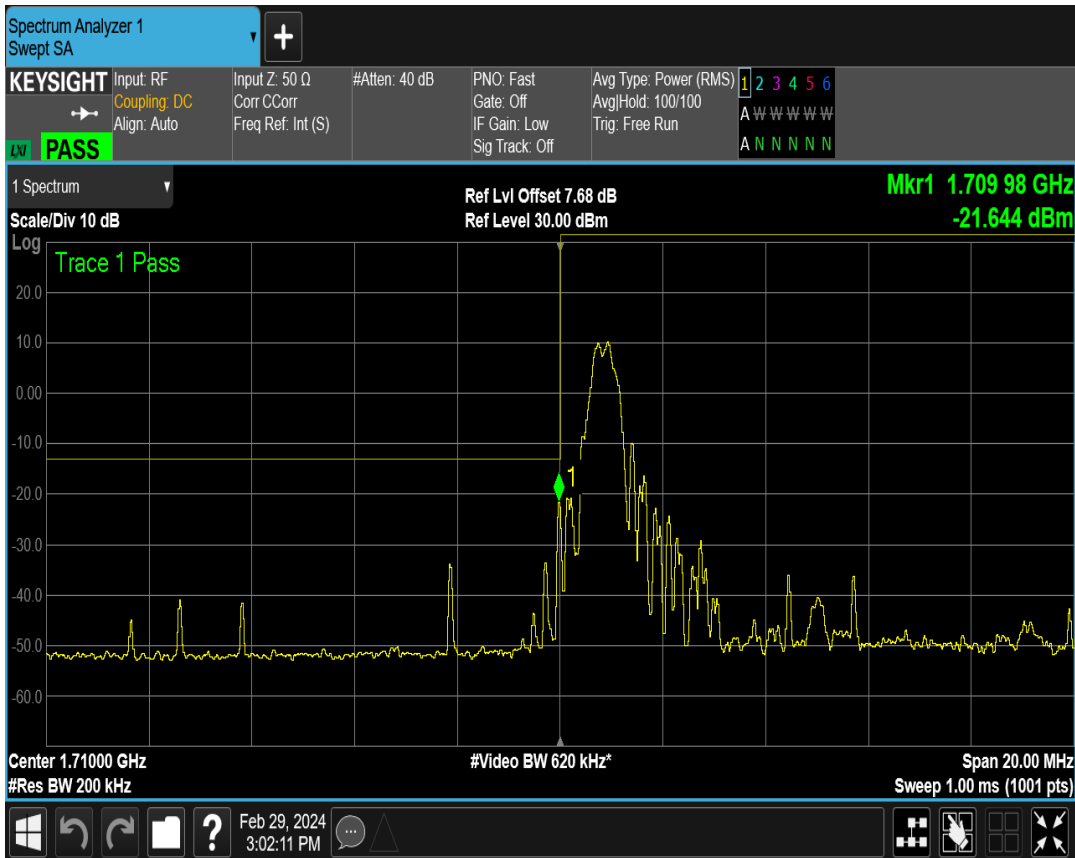 Spectrum Analyzer 1
Swept SA
+
KEYSIGHT
LXI PASS
Input: RF
Coupling: DC
Align: Auto
Input Z: 50 Ω
Corr CCorr
Freq Ref: Int (S)
#Atten: 40 dB
PNO: Fast
Gate: Off
IF Gain: Low
Sig Track: Off
Avg Type: Power (RMS)
Avg|Hold: 100/100
Trig: Free Run
1 2 3 4 5 6
A W W W W W
A N N N N N
1 Spectrum
Scale/Div 10 dB
Ref Lvl Offset 7.68 dB
Ref Level 30.00 dBm
Mkr1 1.709 98 GHz
-21.644 dBm
Log
Trace 1 Pass
20.0
10.0
0.00
-10.0
1
-20.0
-30.0
-40.0
-50.0
-60.0
Center 1.71000 GHz
#Res BW 200 kHz
#Video BW 620 kHz*
Span 20.00 MHz
Sweep 1.00 ms (1001 pts)
?
Feb 29, 2024
3:02:11 PM